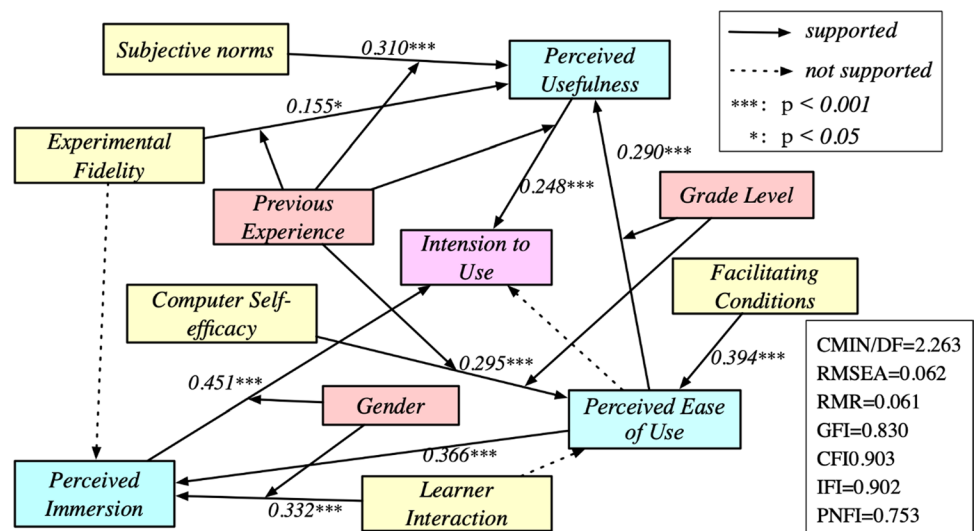 Subjective norms
0.310***
Perceived
Usefulness
supported
not supported
***: p < 0.001
*: p < 0.05
0.155*
Experimental
Fidelity
0.290***
0.248***
Previous
Experience
Grade Level
Intension to
Use
Facilitating
Conditions
Computer Self-
efficacy
0.394***
0.295***
0.451***
Gender
Perceived Ease
of Use
0.366***
Perceived
Immersion
0.332***
Learner
Interaction
CMIN/DF=2.263
RMSEA=0.062
RMR=0.061
GFI=0.830
CFI0.903
IFI=0.902
PNFI=0.753